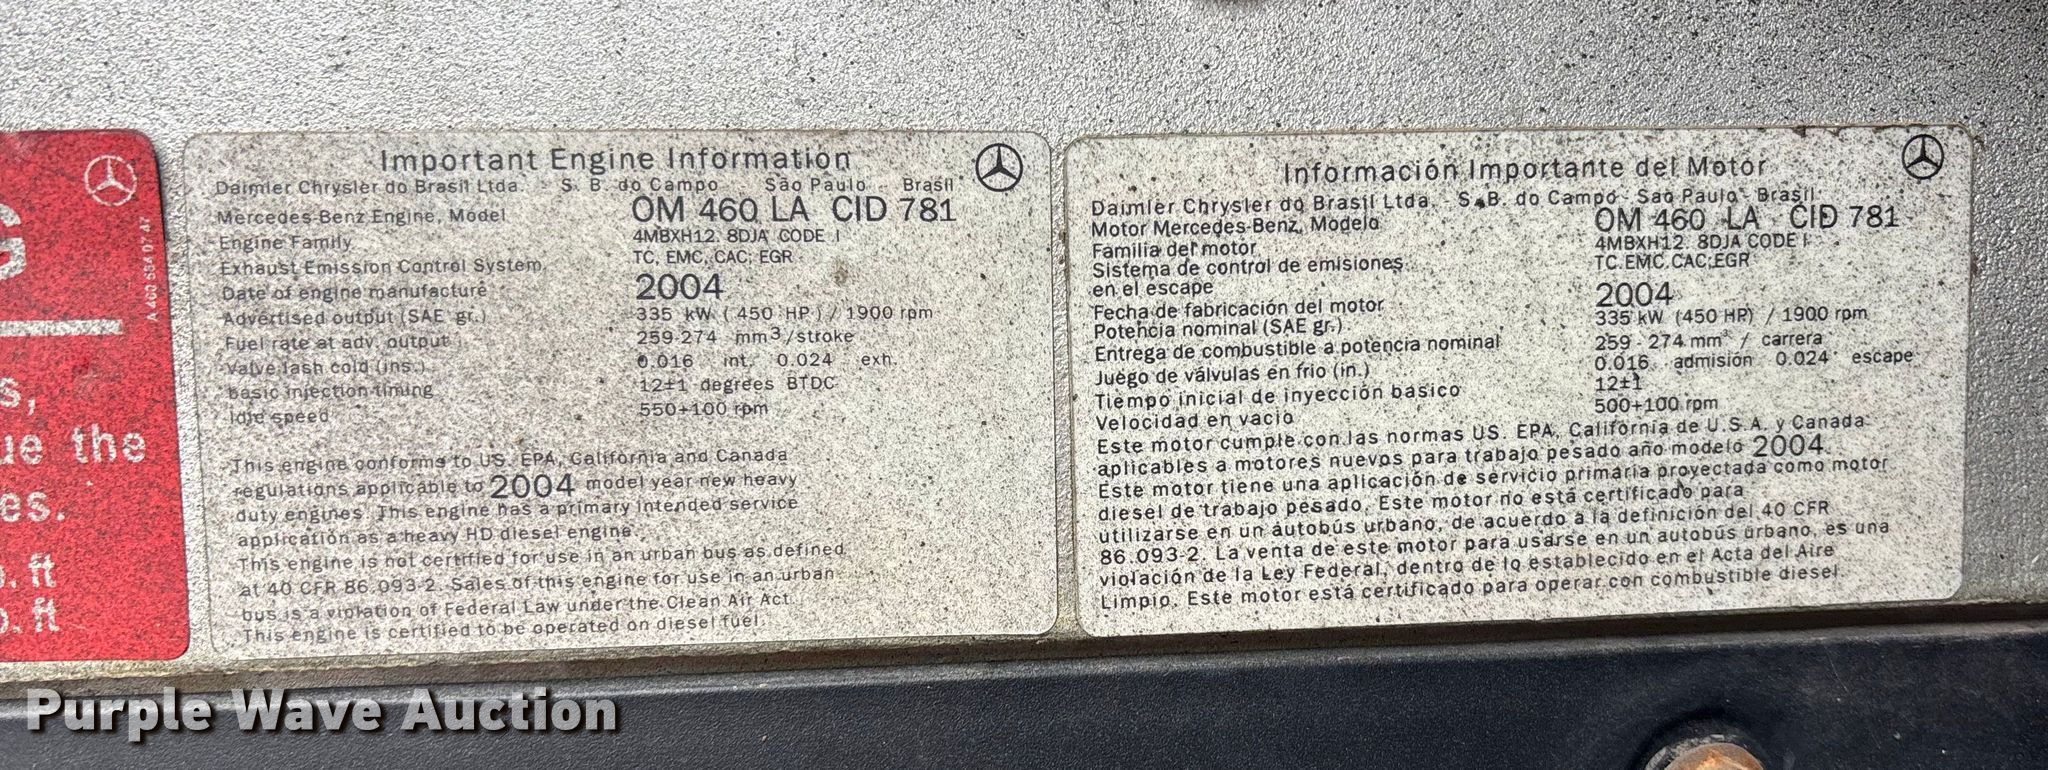 G
s,
ue the
es.
. ft
. ft
A 460 584 07 47
Important Engine Information
Daimler Chrysler do Brasil Ltda. - S. B. do Campo - São Paulo - Brasil
Mercedes-Benz Engine, Model OM 460 LA CID 781
Engine Family 4MBXH12. 8DJA CODE I
Exhaust Emission Control System. TC, EMC, CAC, EGR
Date of engine manufacture 2004
Advertised output (SAE gr.) 335 kW (450 HP) / 1900 rpm
Fuel rate at adv. output 259-274 mm³/stroke
Valve lash cold (ins.) 0.016 int. 0.024 exh.
basic injection timing 12±1 degrees BTDC
Idle speed 550+100 rpm
This engine conforms to US. EPA, California and Canada
regulations applicable to 2004 model year new heavy
duty engines. This engine has a primary intended service
application as a heavy HD diesel engine.
This engine is not certified for use in an urban bus as defined
at 40 CFR 86.093-2. Sales of this engine for use in an urban
bus is a violation of Federal Law under the Clean Air Act.
This engine is certified to be operated on diesel fuel.
Información Importante del Motor
Daimler Chrysler do Brasil Ltda. - S. B. do Campo - Sao Paulo - Brasil
Motor Mercedes-Benz, Modelo OM 460 LA CID 781
Familia del motor 4MBXH12. 8DJA CODE I
Sistema de control de emisiones TC.EMC.CAC,EGR
en el escape
Fecha de fabricación del motor 2004
Potencia nominal (SAE gr.) 335 kW (450 HP) / 1900 rpm
Entrega de combustible a potencia nominal 259 - 274 mm³ / carrera
Juego de válvulas en frio (in.) 0.016 admisión 0.024 escape
Tiempo inicial de inyección basico 12±1
Velocidad en vacio 500+100 rpm
Este motor cumple con las normas US. EPA, California de U.S.A. y Canada
aplicables a motores nuevos para trabajo pesado año modelo 2004.
Este motor tiene una aplicación de servicio primaria proyectada como motor
diesel de trabajo pesado. Este motor no está certificado para
utilizarse en un autobús urbano, de acuerdo a la definición del 40 CFR
86.093-2. La venta de este motor para usarse en un autobús urbano, es una
violación de la Ley Federal, dentro de lo establecido en el Acta del Aire
Limpio. Este motor está certificado para operar con combustible diesel.
Purple Wave Auction